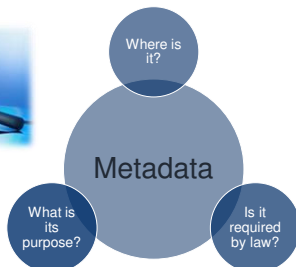 Where is
it?
Metadata
What is
its
purpose?
Is it
required
by law?